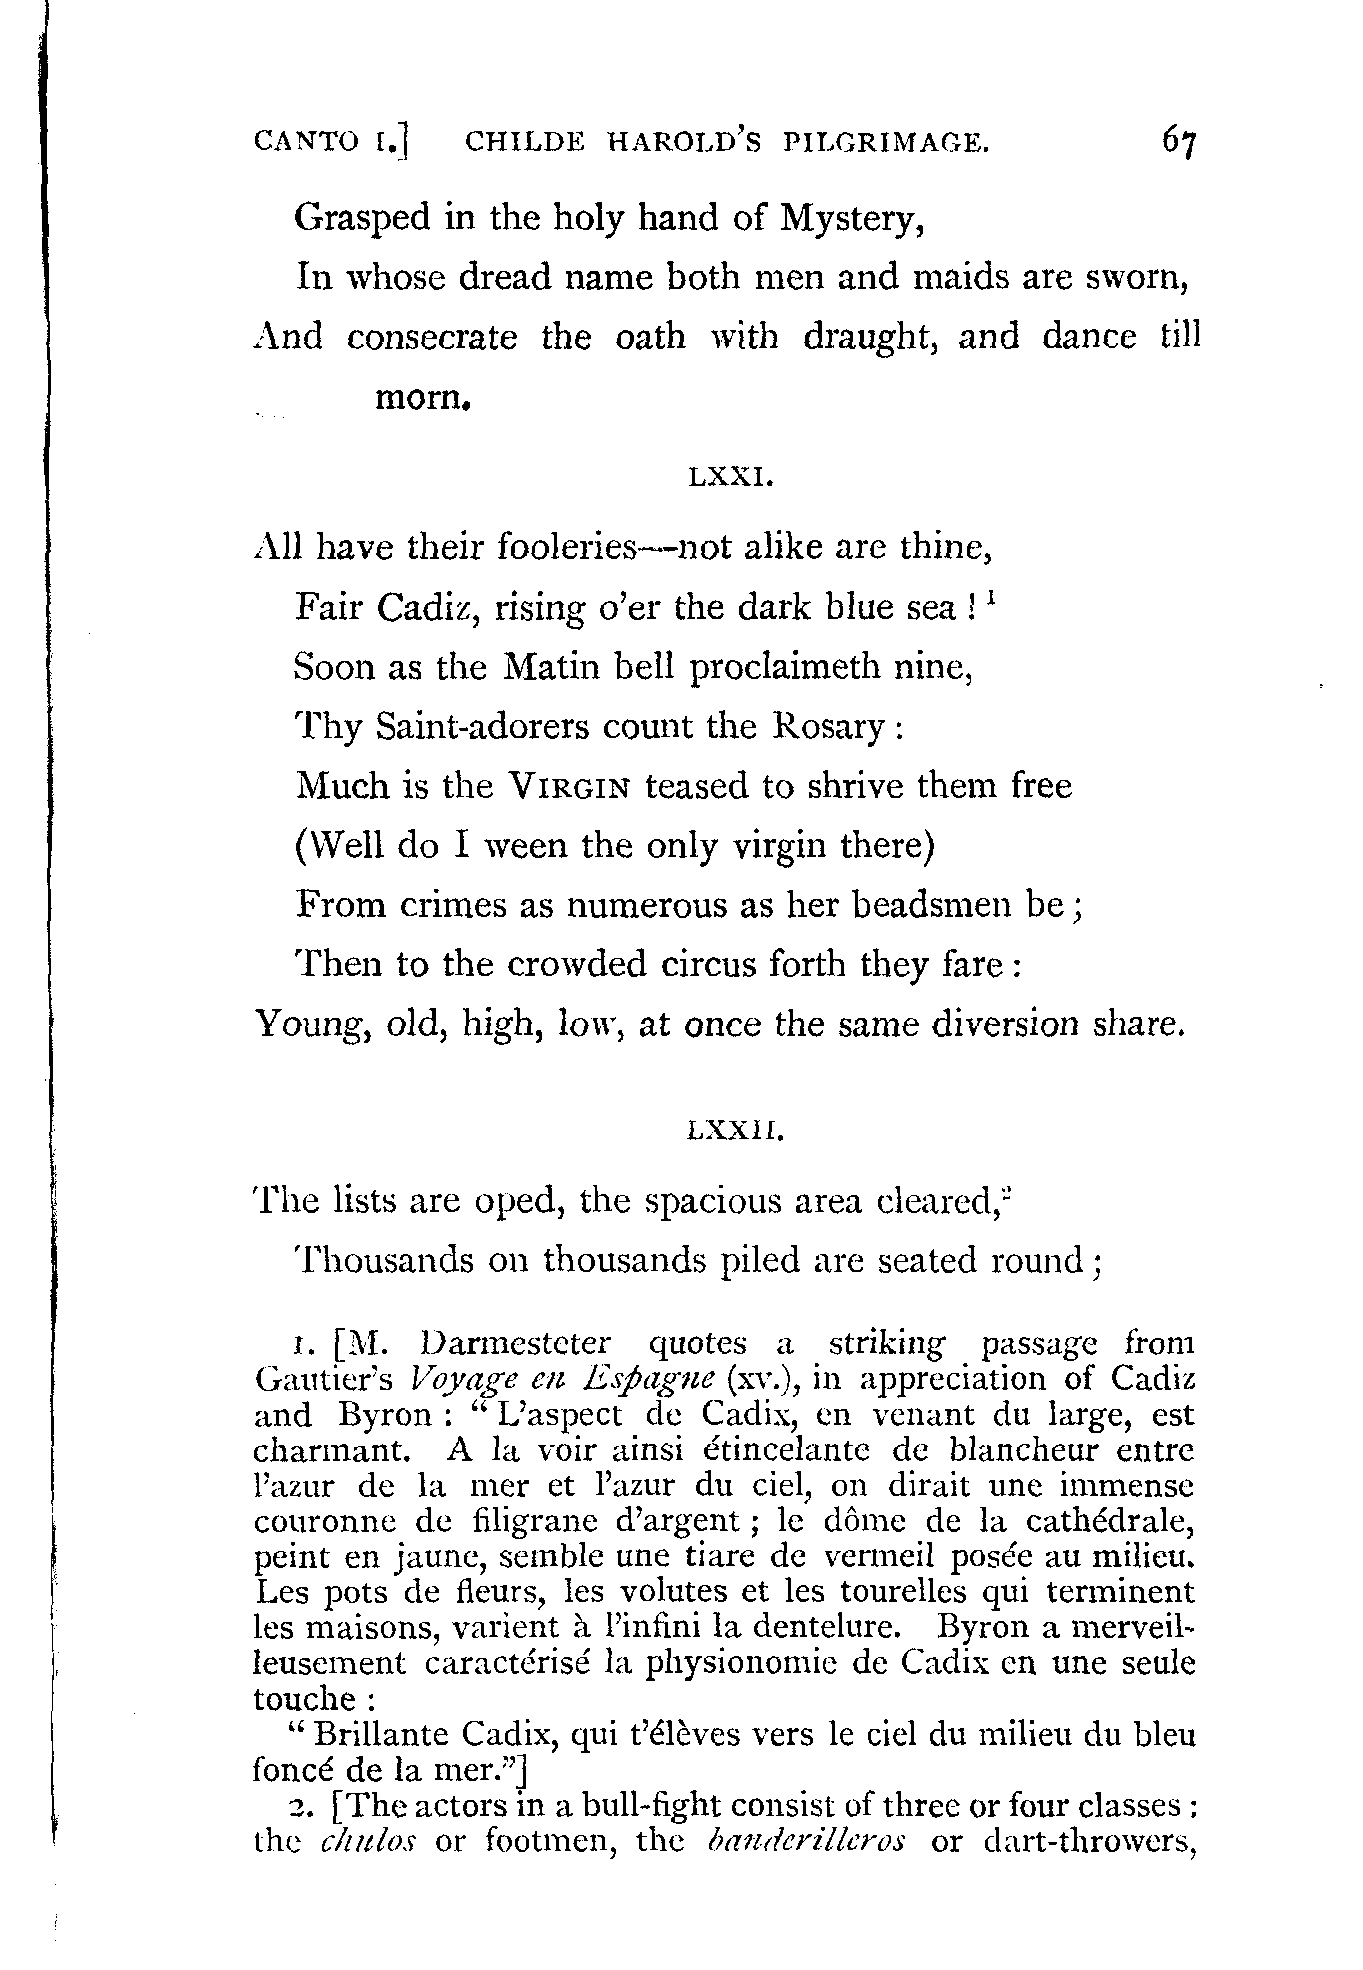 CANTO I.] CHILDE HAROLD'S PILGRIMAGE. 67
Grasped in the holy hand of Mystery,
In whose dread name both men and maids are sworn,
And consecrate the oath with draught, and dance till
morn.
LXXI.
All have their fooleries—not alike are thine,
Fair Cadiz, rising o'er the dark blue sea ! ¹
Soon as the Matin bell proclaimeth nine,
Thy Saint-adorers count the Rosary :
Much is the VIRGIN teased to shrive them free
(Well do I ween the only virgin there)
From crimes as numerous as her beadsmen be ;
Then to the crowded circus forth they fare :
Young, old, high, low, at once the same diversion share.
LXXII.
The lists are oped, the spacious area cleared,²
Thousands on thousands piled are seated round ;
1. [M. Darmesteter quotes a striking passage from
Gautier's Voyage en Espagne (xv.), in appreciation of Cadiz
and Byron : " L'aspect de Cadix, en venant du large, est
charmant. A la voir ainsi étincelante de blancheur entre
l'azur de la mer et l'azur du ciel, on dirait une immense
couronne de filigrane d'argent ; le dôme de la cathédrale,
peint en jaune, semble une tiare de vermeil posée au milieu.
Les pots de fleurs, les volutes et les tourelles qui terminent
les maisons, varient à l'infini la dentelure. Byron a merveil-
leusement caractérisé la physionomie de Cadix en une seule
touche :
" Brillante Cadix, qui t'élèves vers le ciel du milieu du bleu
foncé de la mer."]
2. [The actors in a bull-fight consist of three or four classes :
the chulos or footmen, the banderilleros or dart-throwers,